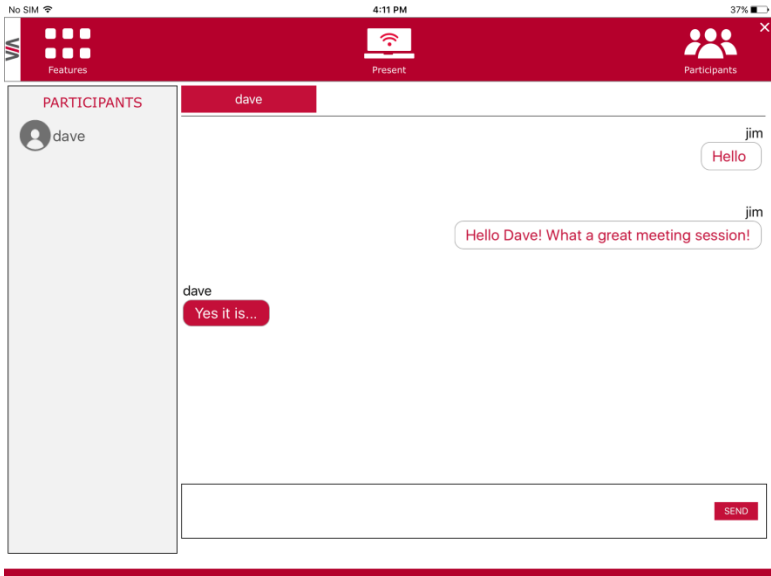 No SIM 4:11 PM 37%
Features Present Participants
PARTICIPANTS
dave
dave
jim
Hello
jim
Hello Dave! What a great meeting session!
dave
Yes it is...
SEND